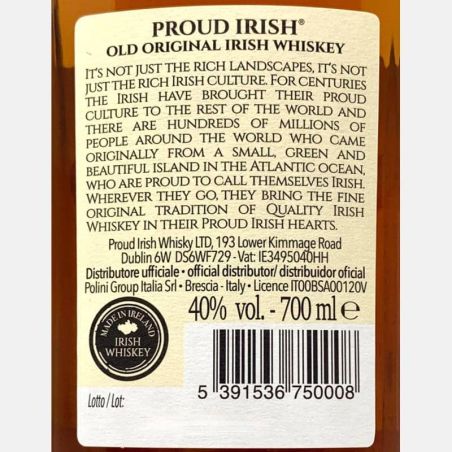 PROUD IRISH®
OLD ORIGINAL IRISH WHISKEY
IT'S NOT JUST THE RICH LANDSCAPES, IT'S NOT
JUST THE RICH IRISH CULTURE. FOR CENTURIES
THE IRISH HAVE BROUGHT THEIR PROUD
CULTURE TO THE REST OF THE WORLD AND
THERE ARE HUNDREDS OF MILLIONS OF
PEOPLE AROUND THE WORLD WHO CAME
ORIGINALLY FROM A SMALL, GREEN AND
BEAUTIFUL ISLAND IN THE ATLANTIC OCEAN,
WHO ARE PROUD TO CALL THEMSELVES IRISH.
WHEREVER THEY GO, THEY BRING THE FINE
ORIGINAL TRADITION OF QUALITY IRISH
WHISKEY IN THEIR PROUD IRISH HEARTS.
Proud Irish Whisky LTD, 193 Lower Kimmage Road
Dublin 6W DS6WF729 - Vat: IE3495040HH
Distributore ufficiale • official distributor/ distribuidor oficial
Polini Group Italia Srl • Brescia - Italy • Licence IT00BSA00120V
40% vol. - 700 ml ℮
MADE IN IRELAND
IRISH
WHISKEY
5 391536 750008
Lotto / Lot: